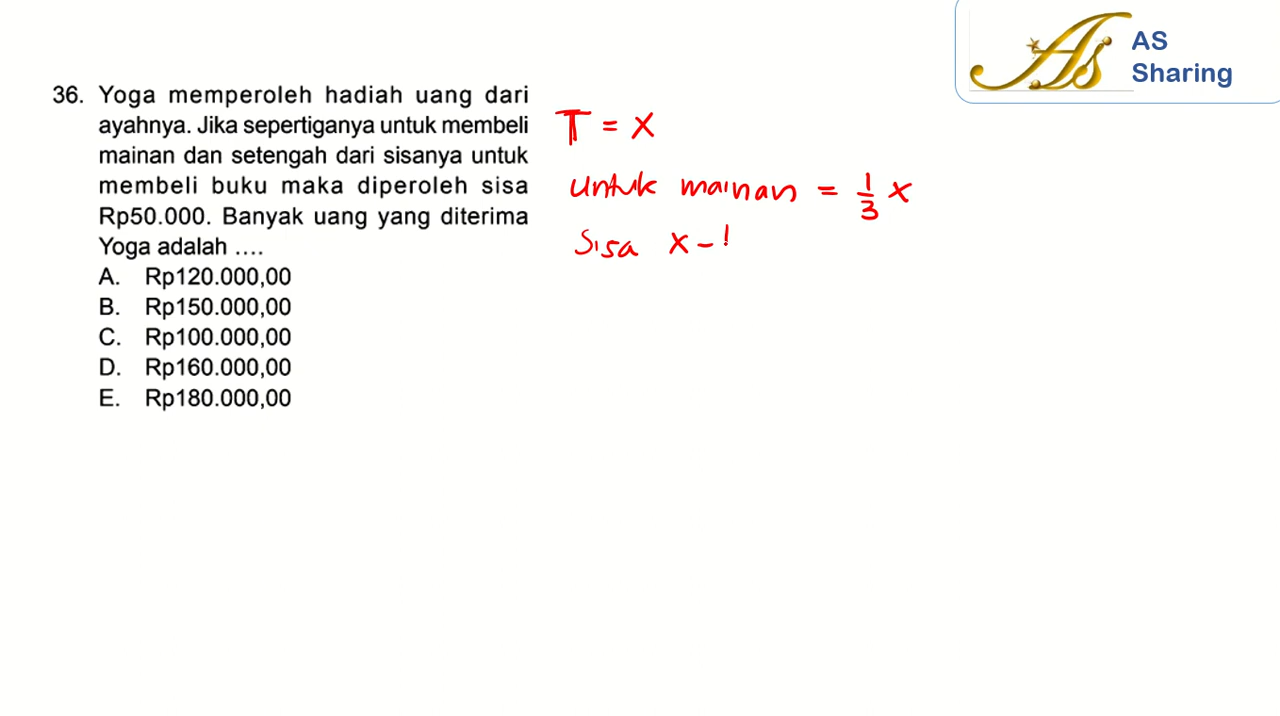 AS
Sharing
36. Yoga memperoleh hadiah uang dari
ayahnya. Jika sepertiganya untuk membeli
mainan dan setengah dari sisanya untuk
membeli buku maka diperoleh sisa
Rp50.000. Banyak uang yang diterima
Yoga adalah ....
A. Rp120.000,00
B. Rp150.000,00
C. Rp100.000,00
D. Rp160.000,00
E. Rp180.000,00
T = x
untuk mainan = 1/3 x
Sisa x - 1